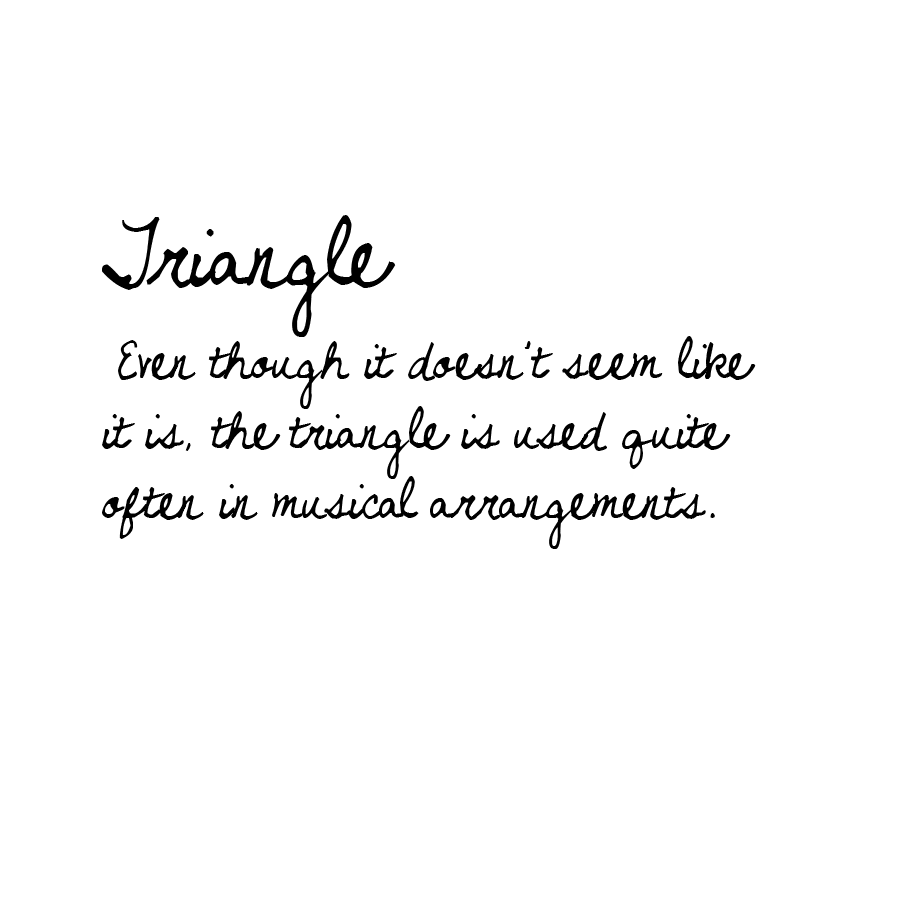 Triangle
Even though it doesn't seem like
it is, the triangle is used quite
often in musical arrangements.